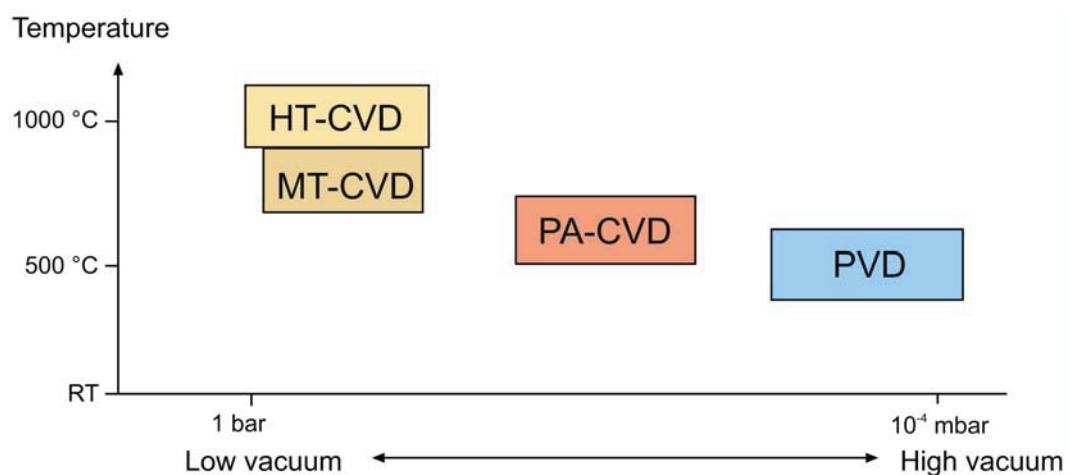 Temperature
1000 °C
HT-CVD
MT-CVD
PA-CVD
500 °C
PVD
RT
1 bar
10⁻⁴ mbar
Low vacuum
High vacuum